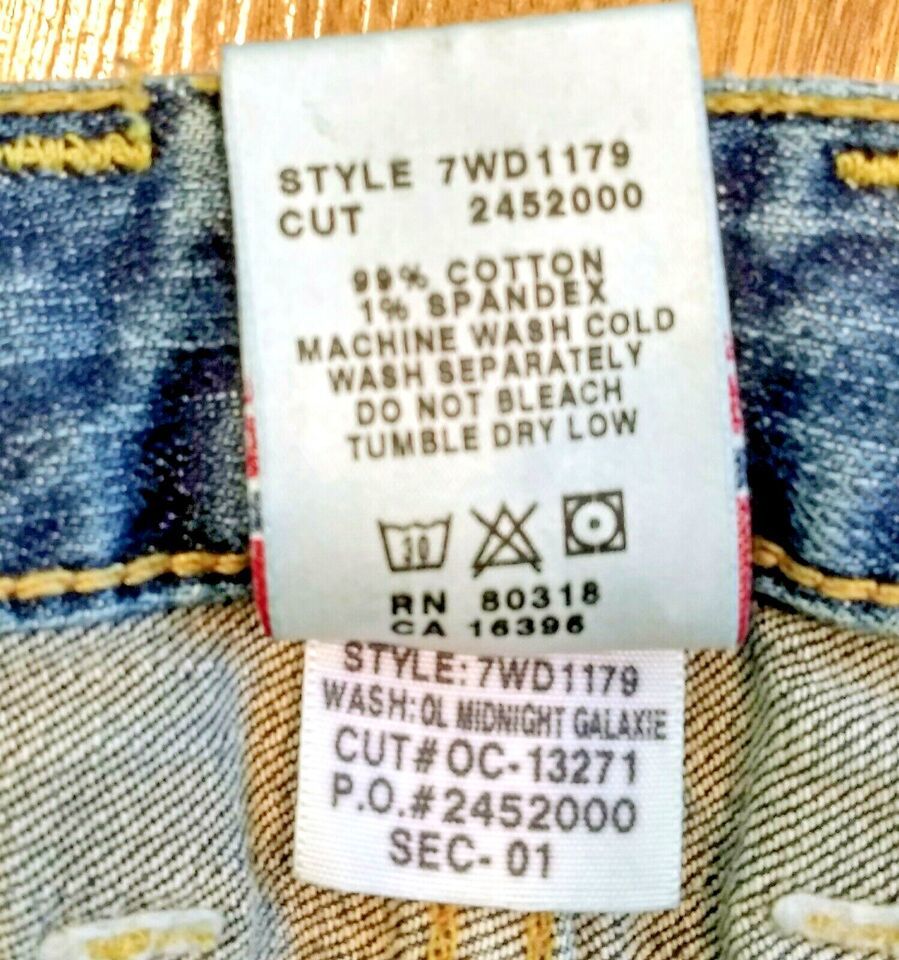 STYLE 7WD1179
CUT 2452000
99% COTTON
1% SPANDEX
MACHINE WASH COLD
WASH SEPARATELY
DO NOT BLEACH
TUMBLE DRY LOW
30
RN 80318
CA 16396
STYLE: 7WD1179
WASH: OL MIDNIGHT GALAXIE
CUT# OC-13271
P.O.# 2452000
SEC- 01